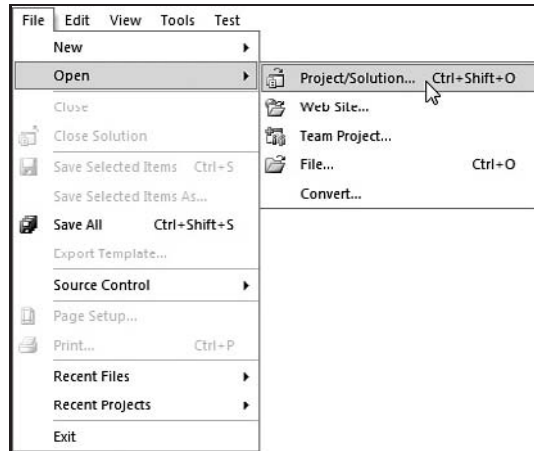 File Edit View Tools Test
New
Open
Close
Close Solution
Save Selected Items Ctrl+S
Save Selected Items As...
Save All Ctrl+Shift+S
Export Template...
Source Control
Page Setup...
Print... Ctrl+P
Recent Files
Recent Projects
Exit
Project/Solution... Ctrl+Shift+O
Web Site...
Team Project...
File... Ctrl+O
Convert...